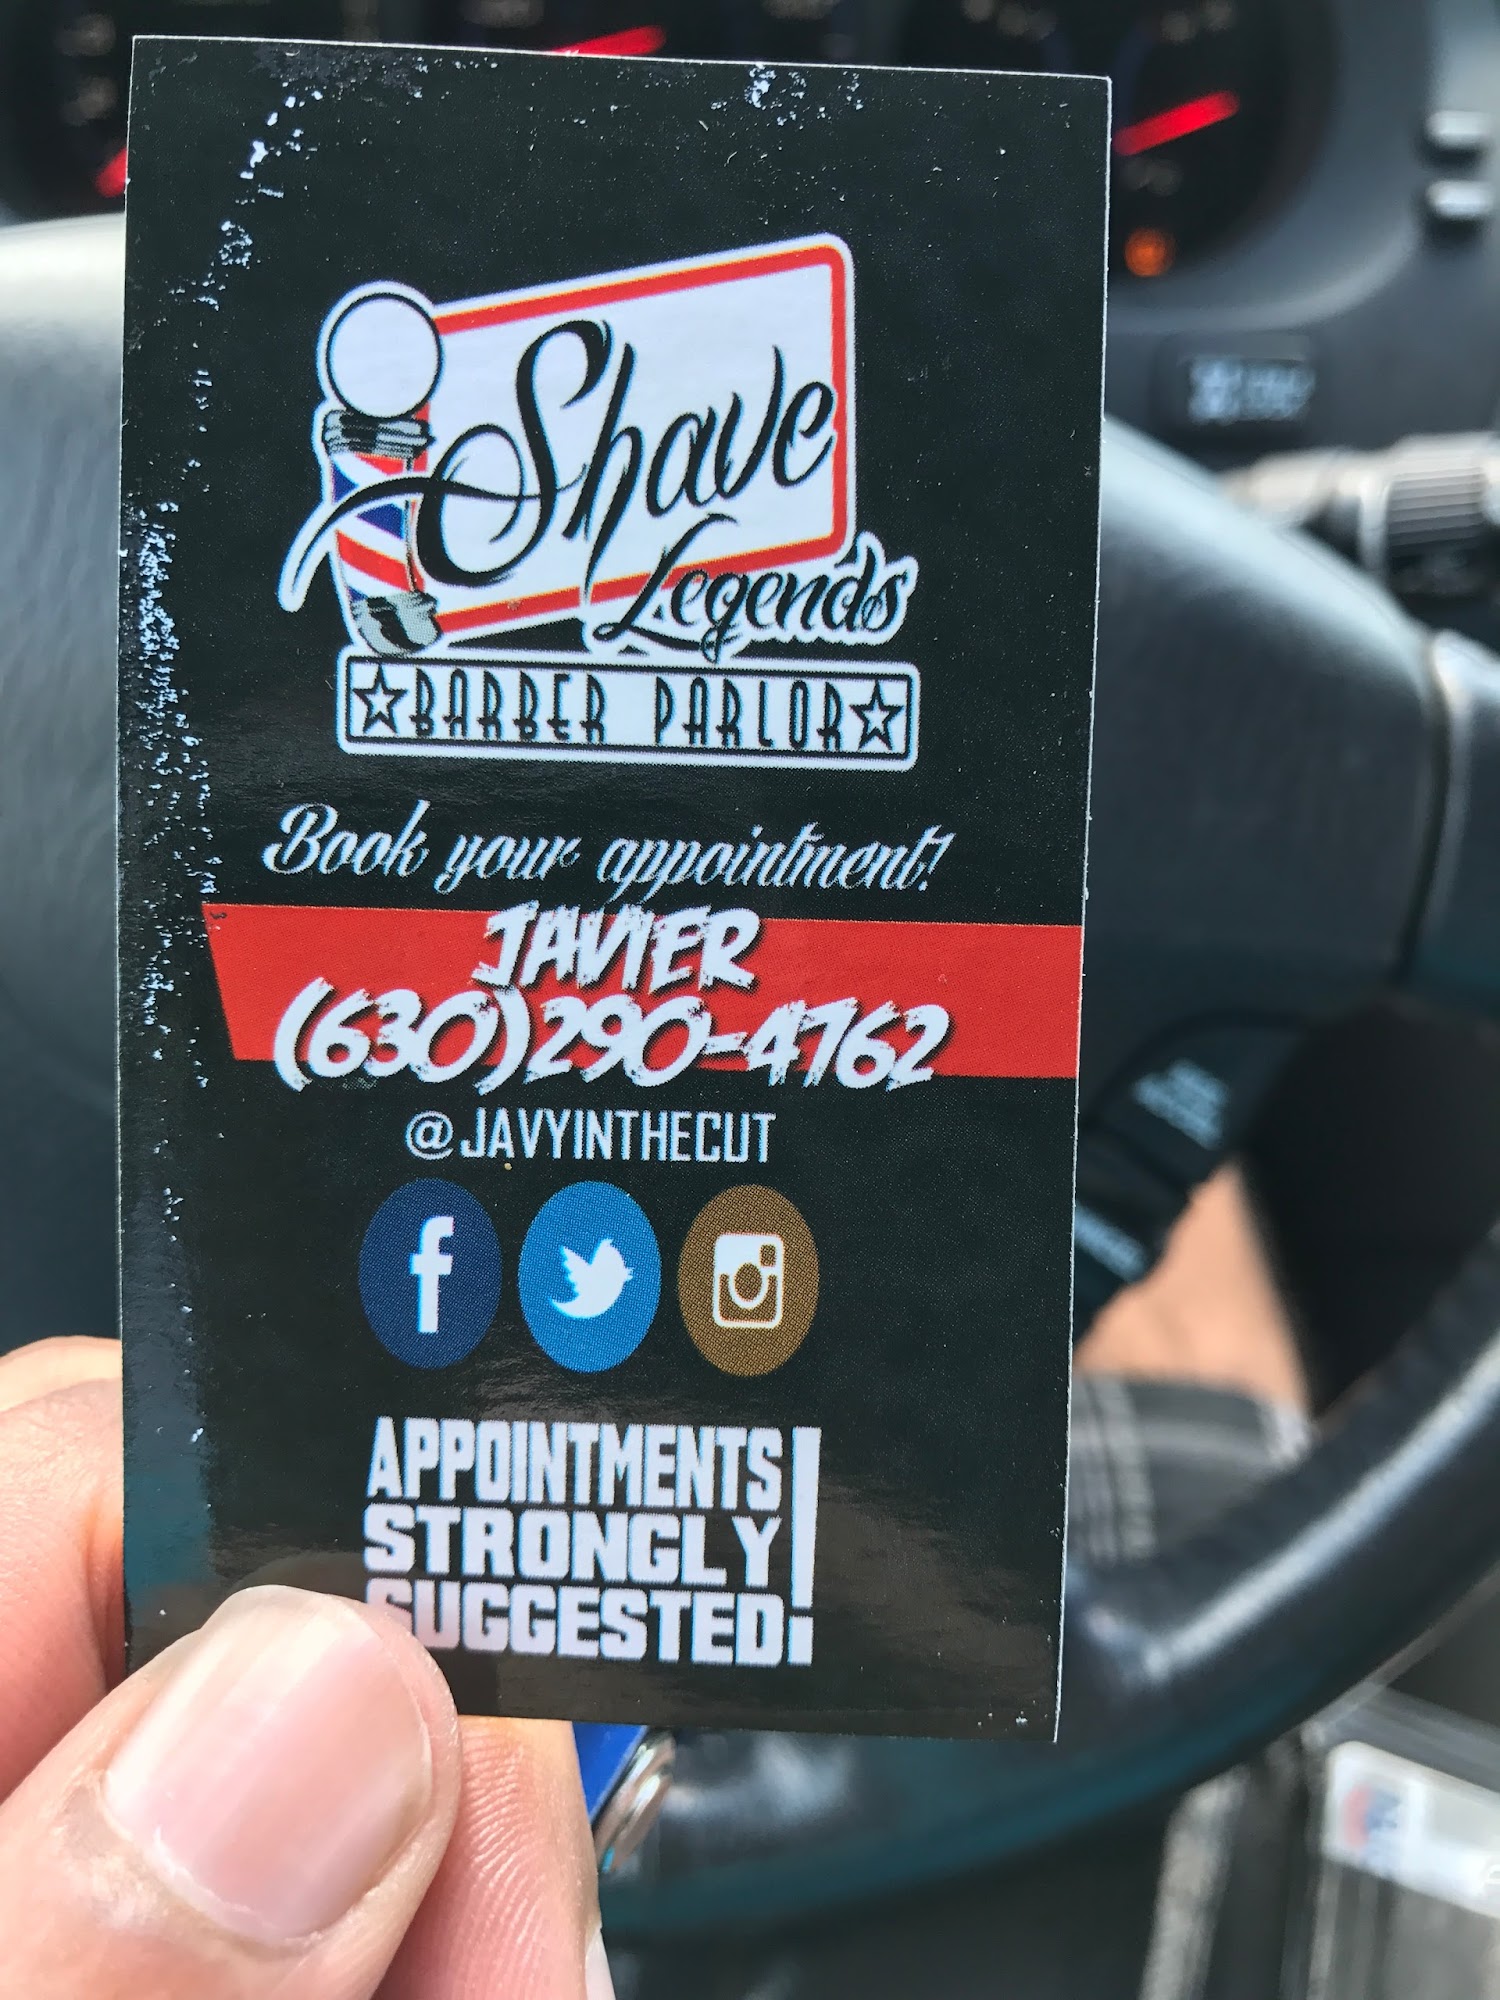 Shave
Legends
BARBER PARLOR
Book your appointment!
JAVIER
(630)290-4762
@JAVYINTHECUT
f
APPOINTMENTS
STRONGLY
SUGGESTED!